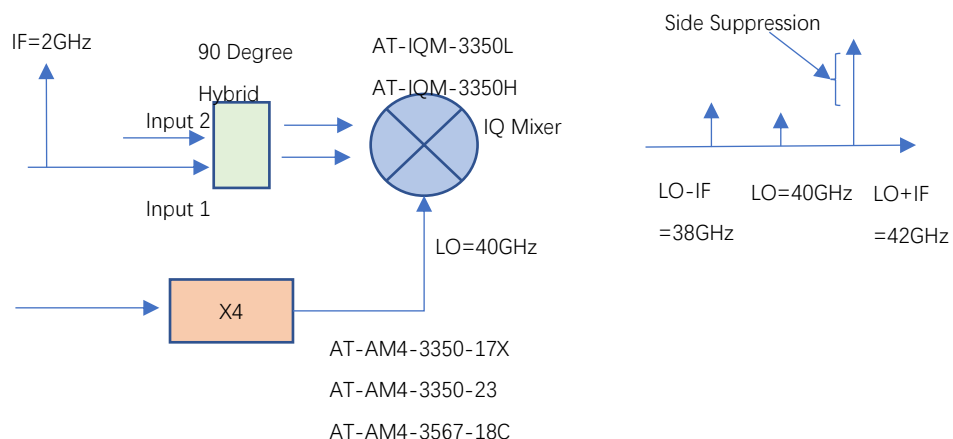 IF=2GHz
90 Degree
Hybrid
Input 2
Input 1
AT-IQM-3350L
AT-IQM-3350H
IQ Mixer
LO=40GHz
X4
AT-AM4-3350-17X
AT-AM4-3350-23
AT-AM4-3567-18C
Side Suppression
LO-IF
=38GHz
LO=40GHz
LO+IF
=42GHz